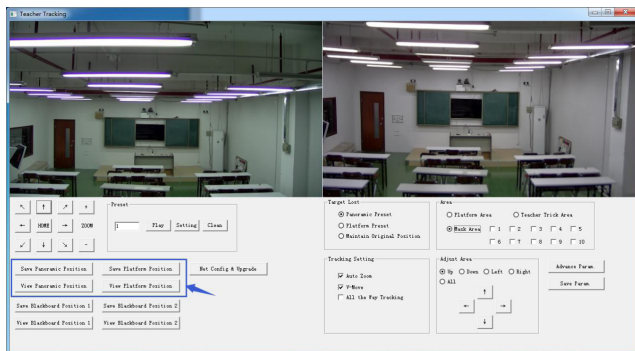 Teacher Tracking
Preset
+
HOME
ZOOM
-
1
Play
Setting
Clean
Save Panoramic Position
Save Platform Position
Net Config & Upgrade
View Panoramic Position
View Platform Position
Save Blackboard Position 1
Save Blackboard Position 2
View Blackboard Position 1
View Blackboard Position 2
Target Lost
Panoramic Preset
Platform Preset
Maintain Original Position
Area
Platform Area
Teacher Trick Area
Mask Area
1
2
3
4
5
6
7
8
9
10
Tracking Setting
Auto Zoom
V-Move
All the Way Tracking
Adjust Area
Up
Down
Left
Right
All
Advance Param.
Save Param.